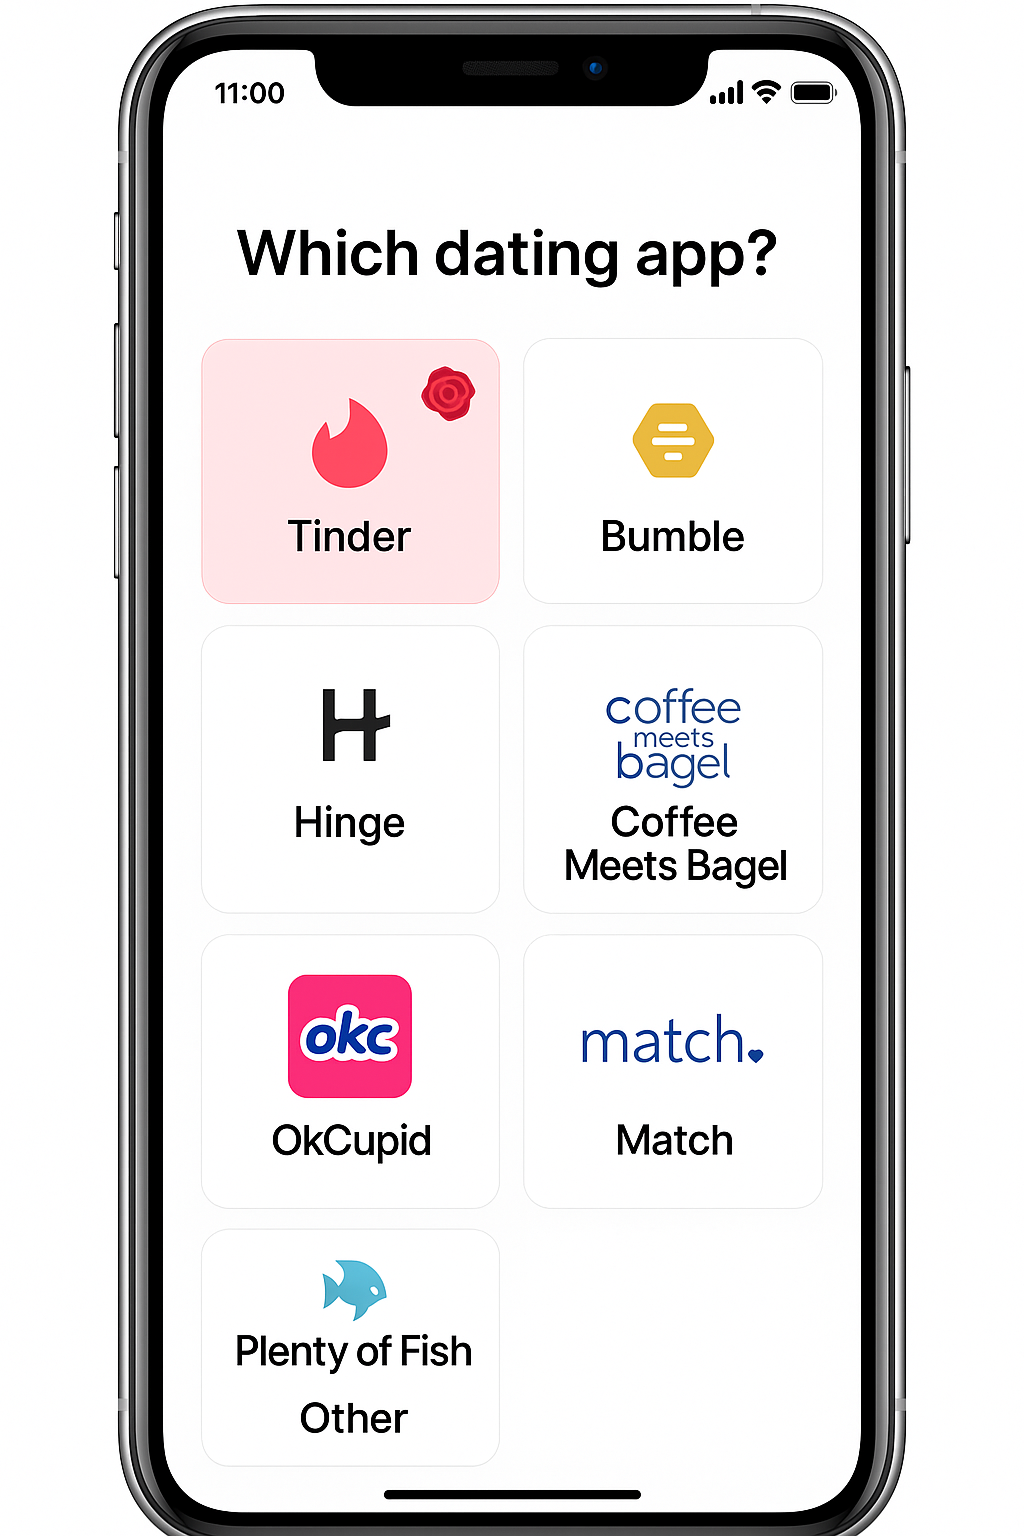 11:00
Which dating app?
Tinder
Bumble
H
Hinge
coffee
meets
bagel
Coffee
Meets Bagel
okc
OkCupid
match.
Match
Plenty of Fish
Other